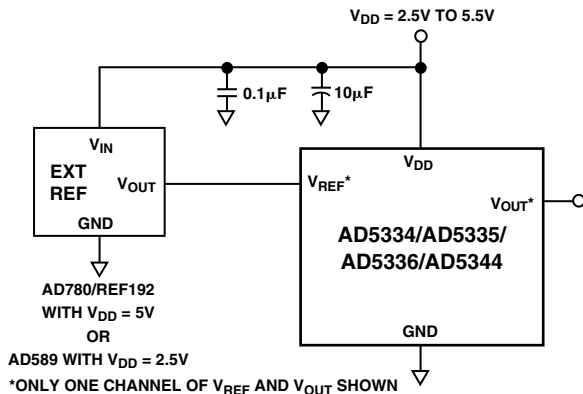 VDD = 2.5V TO 5.5V
0.1µF
10µF
VIN
EXT
REF
VOUT
GND
VREF*
VDD
VOUT*
AD5334/AD5335/
AD5336/AD5344
GND
AD780/REF192
WITH VDD = 5V
OR
AD589 WITH VDD = 2.5V
*ONLY ONE CHANNEL OF VREF AND VOUT SHOWN